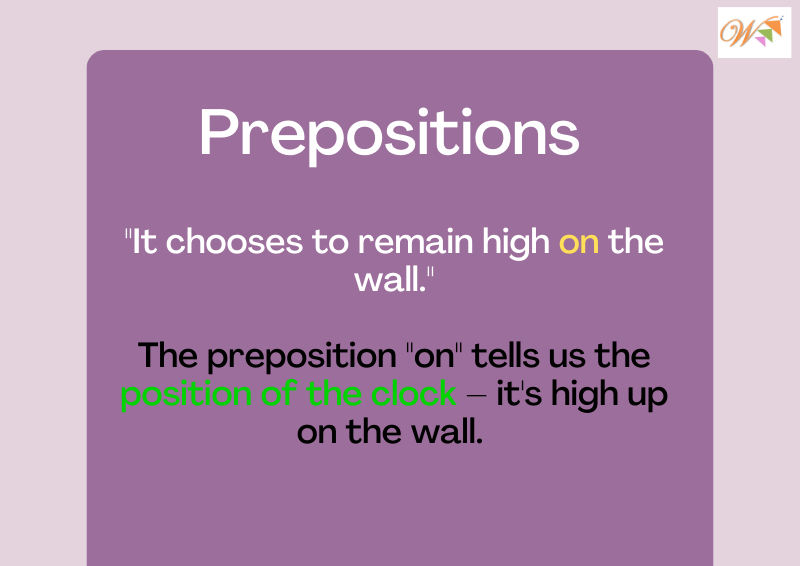 W
Prepositions
"It chooses to remain high on the
wall."
The preposition "on" tells us the
position of the clock – it's high up
on the wall.